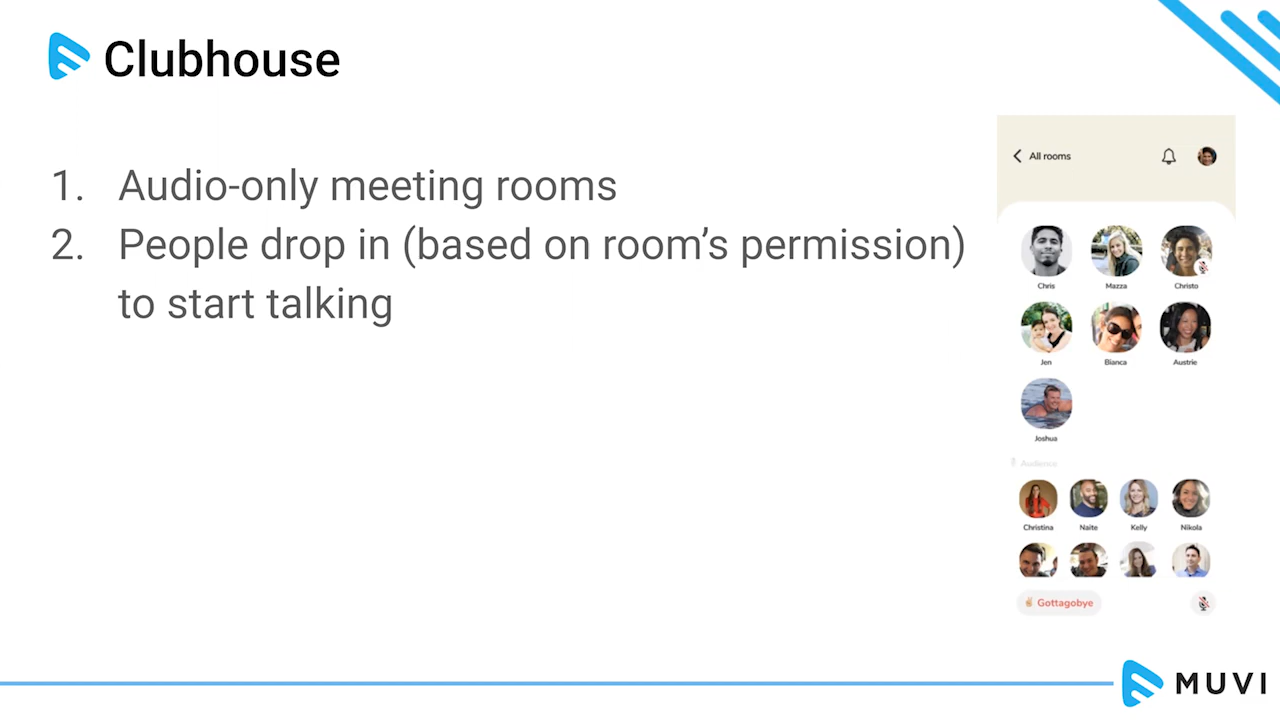 Clubhouse
1. Audio-only meeting rooms
2. People drop in (based on room’s permission)
to start talking
All rooms
Chris Mazza Christo
Jen Bianca Austrie
Joshua
Audience
Christina Naite Kelly Nikola
Gottagobye
MUVI